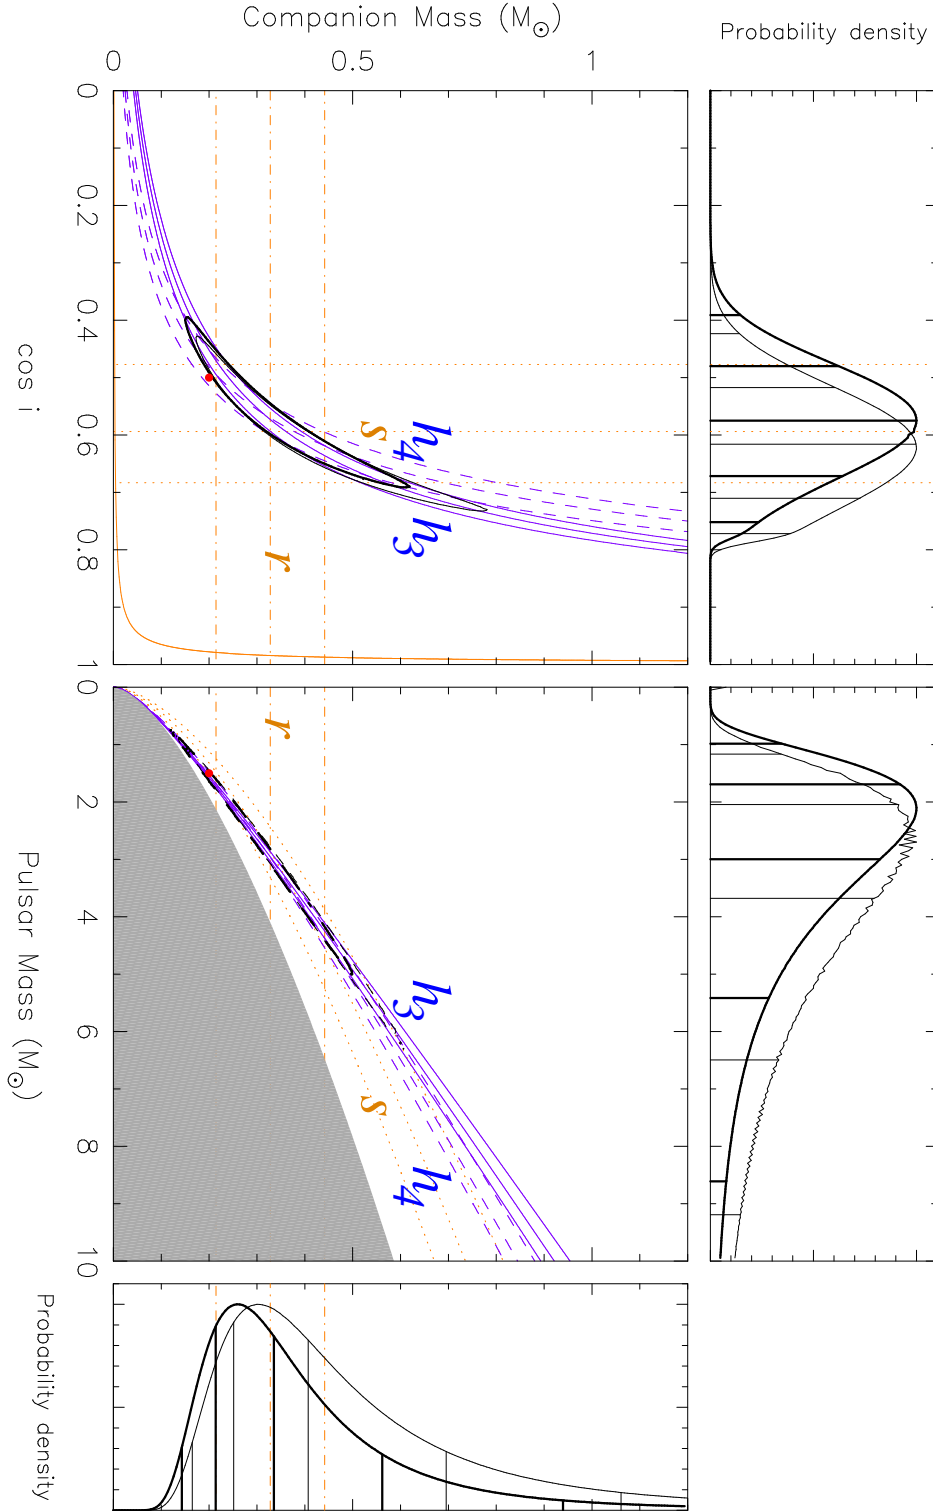 Companion Mass (M⊙)
Probability density
0
0.5
1
0
0.2
0.4
0.6
0.8
1
cos i
h4
s
h3
r
0
2
4
6
8
10
Pulsar Mass (M⊙)
r
h3
s
h4
Probability density